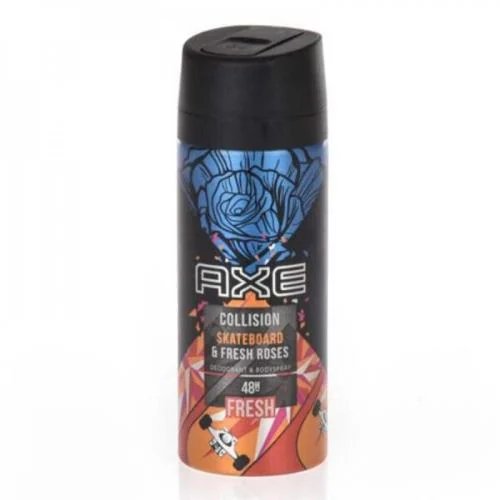 AXE
COLLISION
SKATEBOARD
& FRESH ROSES
DEODORANT & BODYSPRAY
48H
FRESH